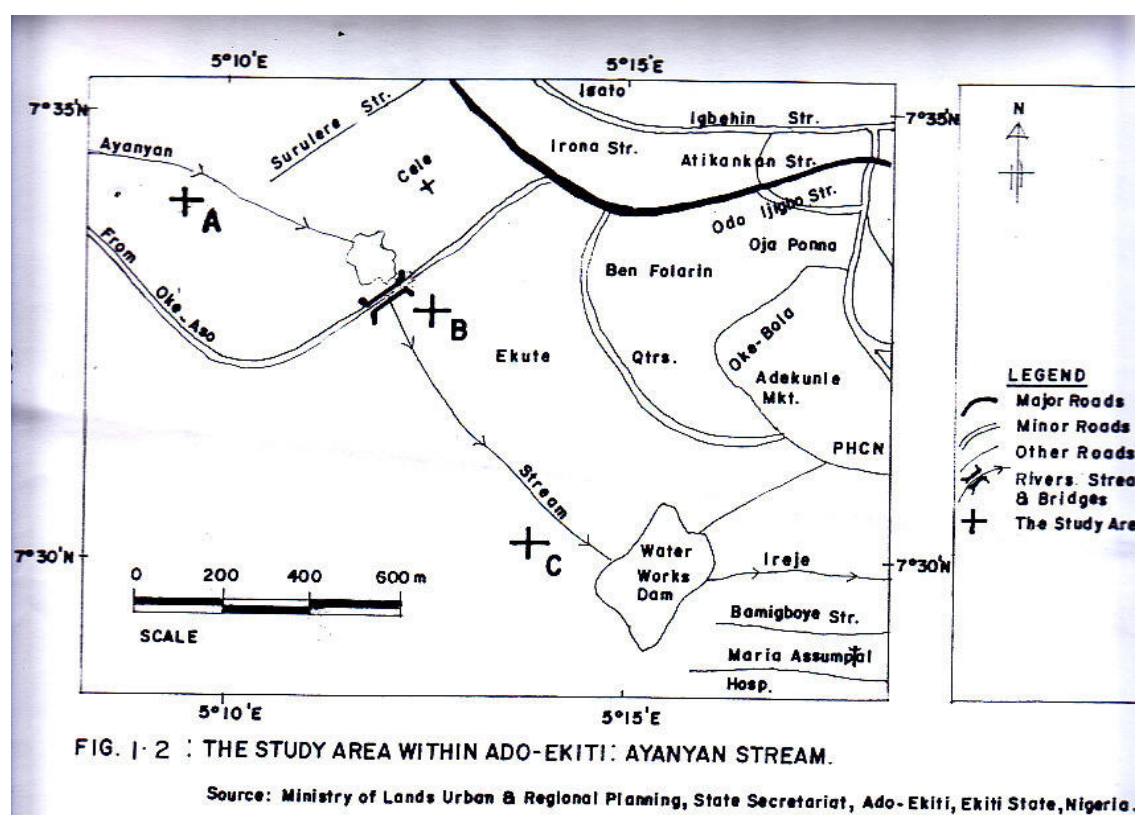 5°10'E 5°15'E
7°35'N 7°35'N
Isato'
Igbehin Str.
Surulere Str.
Irona Str.
Atikankan Str.
Ayanyan
Cele
Odo Ijigbo Str.
A
Oja Ponna
From Oke-Aso
Ben Folarin
B
Ekute
Qtrs.
Oke-Bola
Adekunle
Mkt.
PHCN
Stream
C
7°30'N 7°30'N
Water
Works
Dam
Ireje
0 200 400 600 m
SCALE
Bamigboye Str.
Maria Assumptal
Hosp.
5°10'E 5°15'E
N
LEGEND
Major Roads
Minor Roads
Other Roads
Rivers. Strea
& Bridges
The Study Are
FIG. 1·2 : THE STUDY AREA WITHIN ADO-EKITI: AYANYAN STREAM.
Source: Ministry of Lands Urban & Regional Planning, State Secretariat, Ado-Ekiti, Ekiti State, Nigeria.